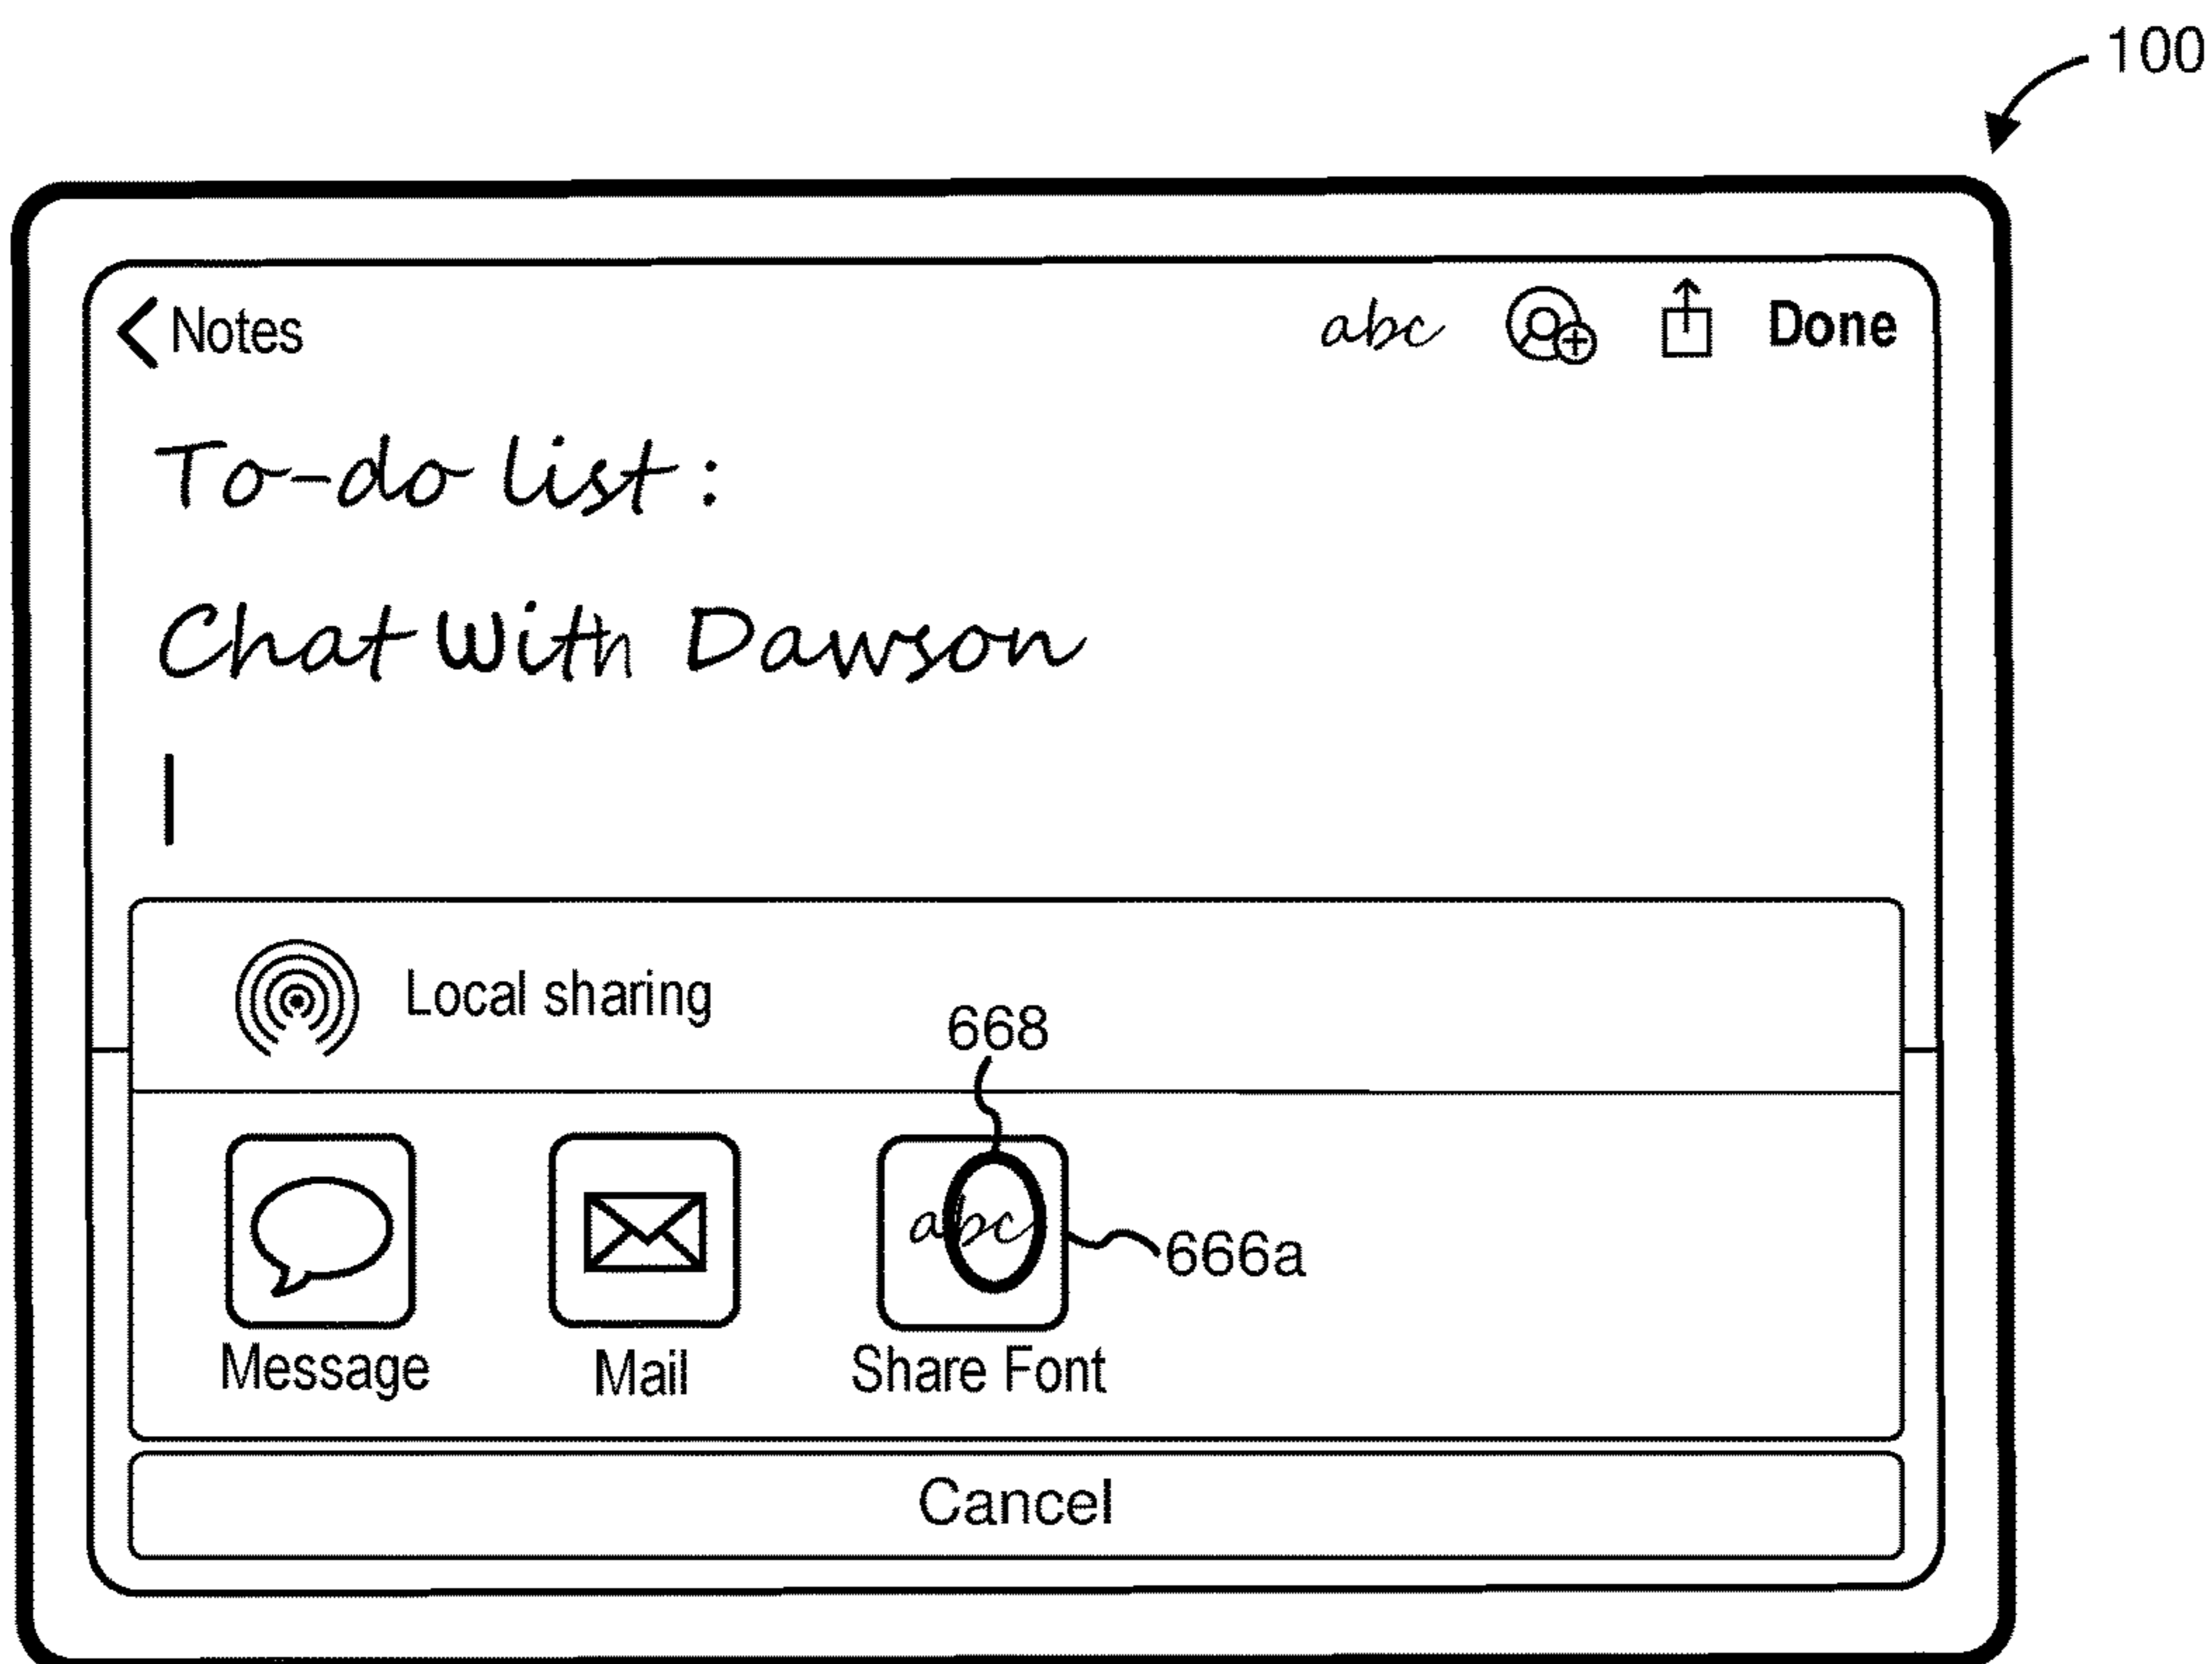 100
Notes abc Done
To-do list :
Chat With Dawson
Local sharing
668
abc
666a
Message Mail Share Font
Cancel